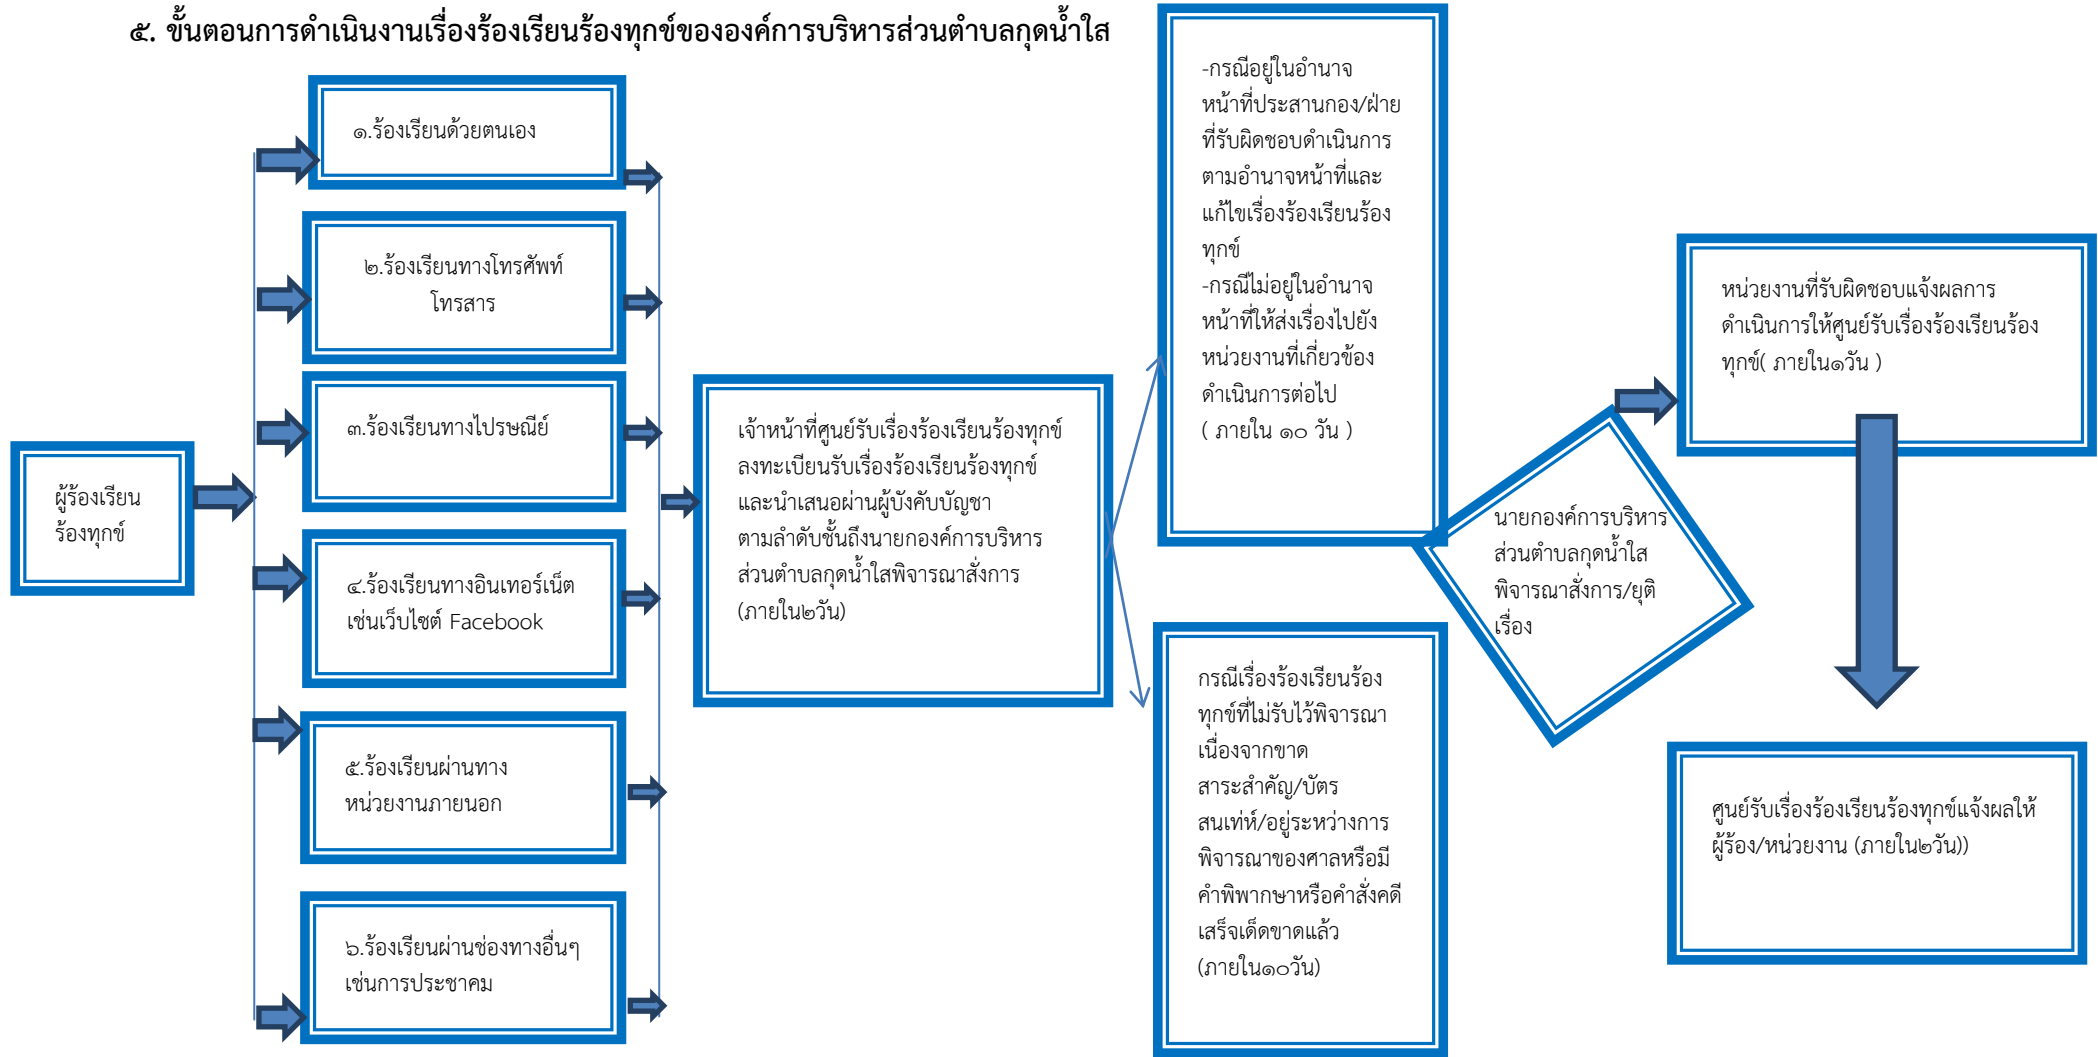 ๕. ขั้นตอนการดำเนินงานเรื่องร้องเรียนร้องทุกข์ขององค์การบริหารส่วนตำบลกุดน้ำใส
ผู้ร้องเรียน
ร้องทุกข์
๑.ร้องเรียนด้วยตนเอง
๒.ร้องเรียนทางโทรศัพท์
โทรสาร
๓.ร้องเรียนทางไปรษณีย์
๔.ร้องเรียนทางอินเทอร์เน็ต
เช่นเว็บไซต์ Facebook
๕.ร้องเรียนผ่านทาง
หน่วยงานภายนอก
๖.ร้องเรียนผ่านช่องทางอื่นๆ
เช่นการประชาคม
เจ้าหน้าที่ศูนย์รับเรื่องร้องเรียนร้องทุกข์
ลงทะเบียนรับเรื่องร้องเรียนร้องทุกข์
และนำเสนอผ่านผู้บังคับบัญชา
ตามลำดับชั้นถึงนายกองค์การบริหาร
ส่วนตำบลกุดน้ำใสพิจารณาสั่งการ
(ภายใน๒วัน)
-กรณีอยู่ในอำนาจ
หน้าที่ประสานกอง/ฝ่าย
ที่รับผิดชอบดำเนินการ
ตามอำนาจหน้าที่และ
แก้ไขเรื่องร้องเรียนร้อง
ทุกข์
-กรณีไม่อยู่ในอำนาจ
หน้าที่ให้ส่งเรื่องไปยัง
หน่วยงานที่เกี่ยวข้อง
ดำเนินการต่อไป
( ภายใน ๑๐ วัน )
กรณีเรื่องร้องเรียนร้อง
ทุกข์ที่ไม่รับไว้พิจารณา
เนื่องจากขาด
สาระสำคัญ/บัตร
สนเท่ห์/อยู่ระหว่างการ
พิจารณาของศาลหรือมี
คำพิพากษาหรือคำสั่งคดี
เสร็จเด็ดขาดแล้ว
(ภายใน๑๐วัน)
นายกองค์การบริหาร
ส่วนตำบลกุดน้ำใส
พิจารณาสั่งการ/ยุติ
เรื่อง
หน่วยงานที่รับผิดชอบแจ้งผลการ
ดำเนินการให้ศูนย์รับเรื่องร้องเรียนร้อง
ทุกข์( ภายใน๑วัน )
ศูนย์รับเรื่องร้องเรียนร้องทุกข์แจ้งผลให้
ผู้ร้อง/หน่วยงาน (ภายใน๒วัน))